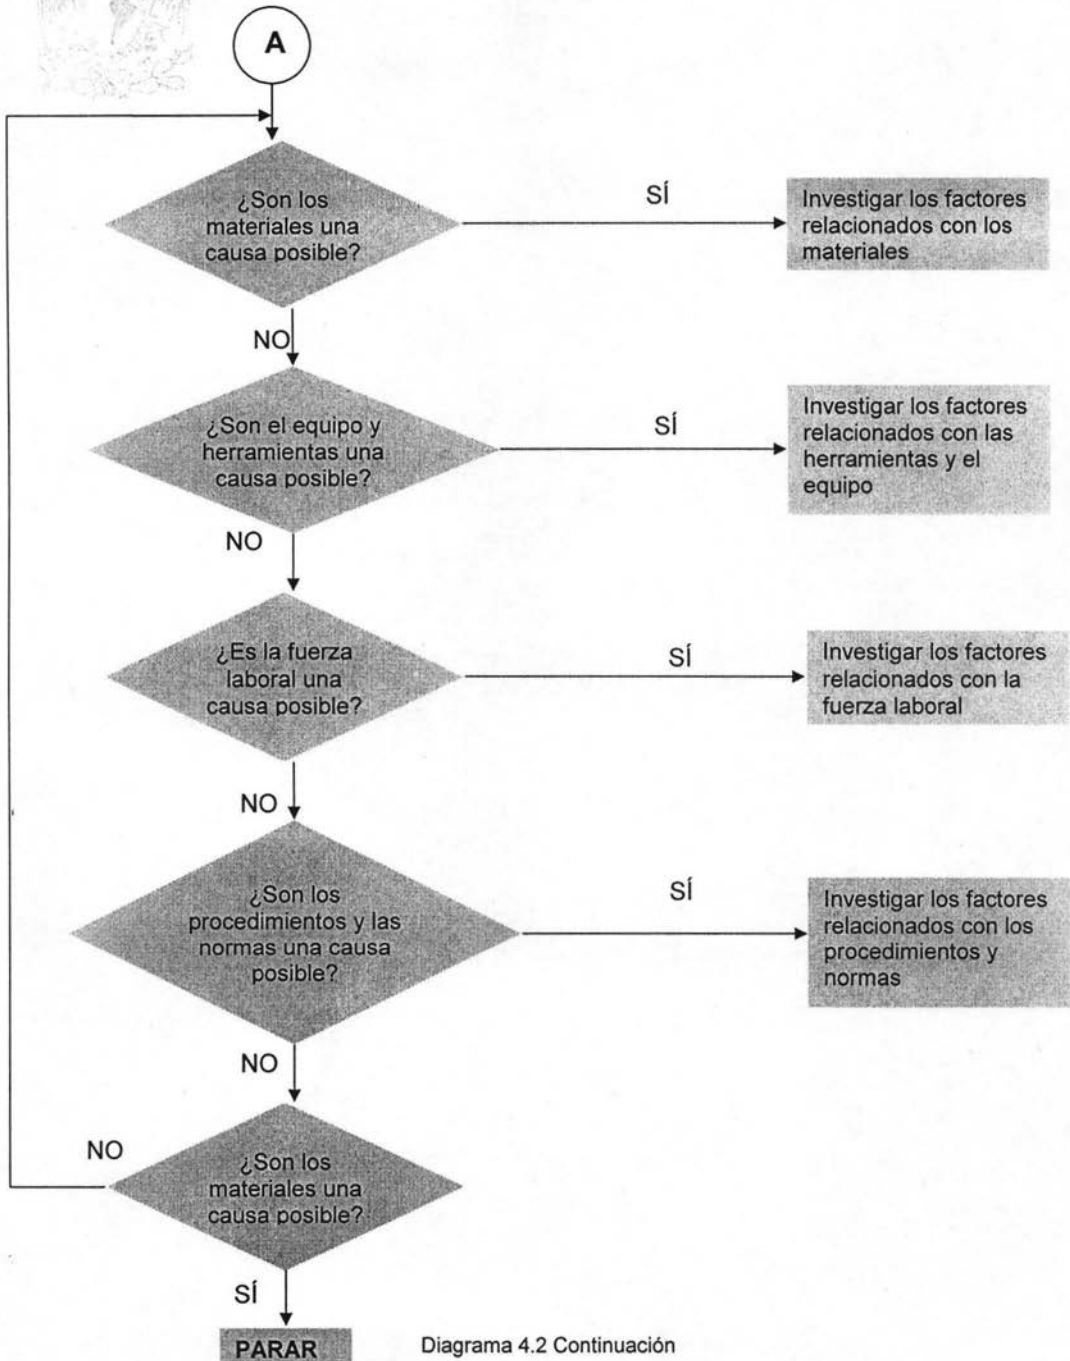 A
¿Son los
materiales una
causa posible?
SÍ
Investigar los factores
relacionados con los
materiales
NO
¿Son el equipo y
herramientas una
causa posible?
SÍ
Investigar los factores
relacionados con las
herramientas y el
equipo
NO
¿Es la fuerza
laboral una
causa posible?
SÍ
Investigar los factores
relacionados con la
fuerza laboral
NO
¿Son los
procedimientos y las
normas una causa
posible?
SÍ
Investigar los factores
relacionados con los
procedimientos y
normas
NO
NO
¿Son los
materiales una
causa posible?
SÍ
PARAR
Diagrama 4.2 Continuación